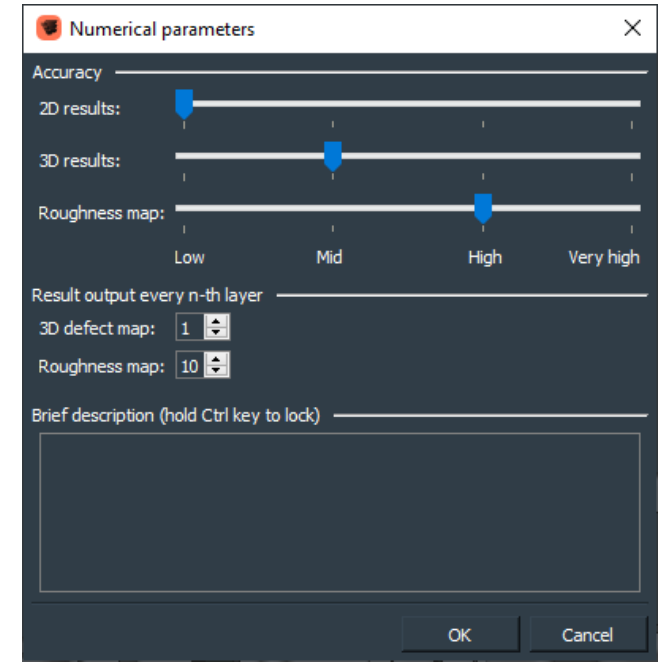 Numerical parameters
Accuracy
2D results:
3D results:
Roughness map:
Low Mid High Very high
Result output every n-th layer
3D defect map: 1
Roughness map: 10
Brief description (hold Ctrl key to lock)
OK Cancel